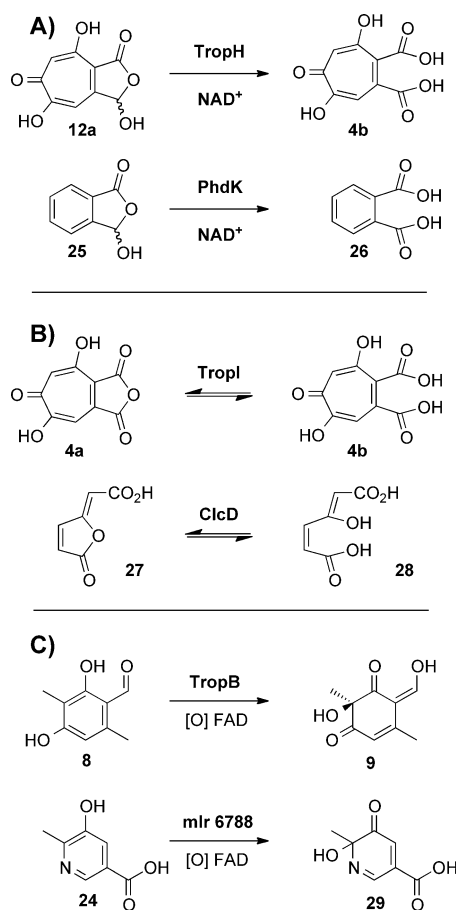 A)
OH
O
O
TropH
OH
O
OH
O
O
OH
HO
OH
NAD+
HO
O
12a
4b
O
O
PhdK
O
OH
OH
OH
25
NAD+
O
26
B)
OH
O
O
TropI
OH
O
OH
O
O
OH
HO
O
HO
O
4a
4b
CO₂H
O
ClcD
CO₂H
OH
OH
O
27
O
28
C)
OH
O
TropB
O
OH
HO
[O] FAD
HO
O
8
9
OH
mlr 6788
O
N
OH
[O] FAD
HO
N
OH
O
O
24
29